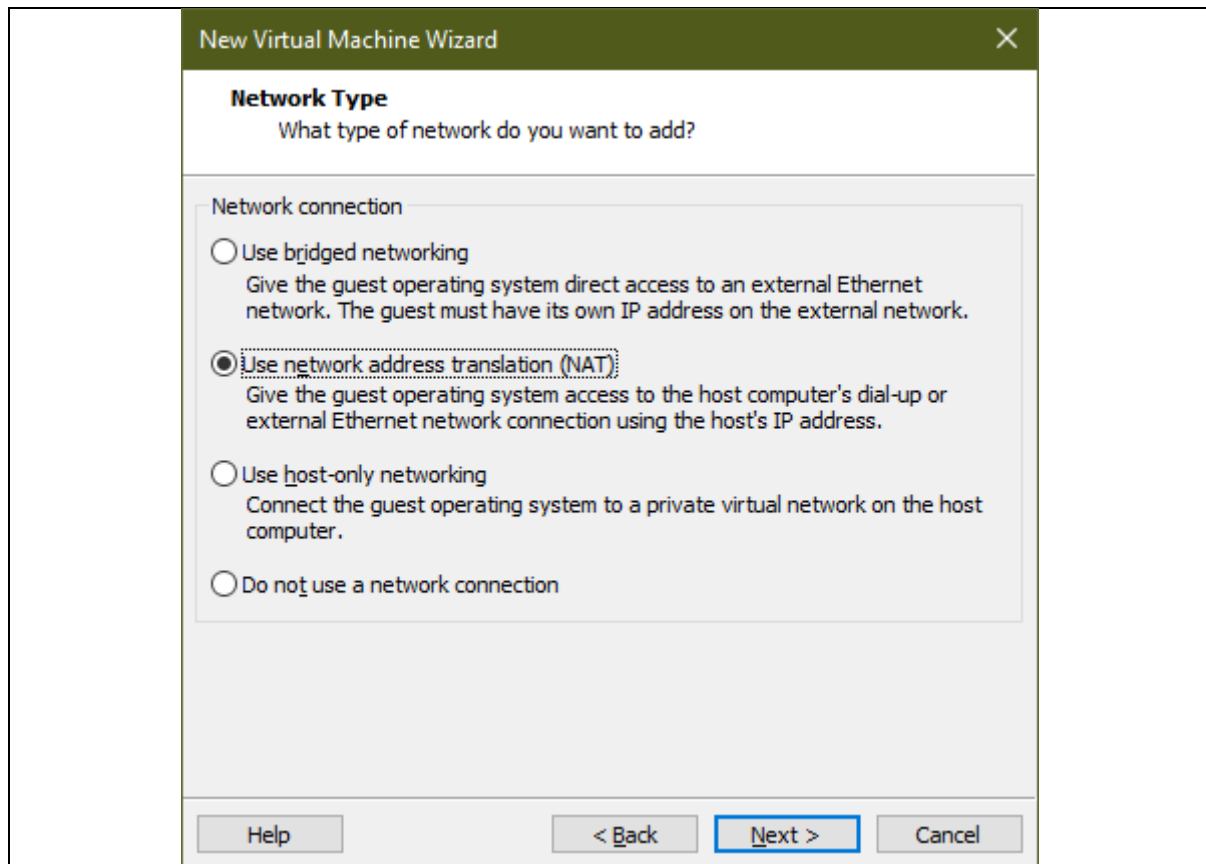 New Virtual Machine Wizard
Network Type
What type of network do you want to add?
Network connection
Use bridged networking
Give the guest operating system direct access to an external Ethernet
network. The guest must have its own IP address on the external network.
Use network address translation (NAT)
Give the guest operating system access to the host computer's dial-up or
external Ethernet network connection using the host's IP address.
Use host-only networking
Connect the guest operating system to a private virtual network on the host
computer.
Do not use a network connection
Help
< Back
Next >
Cancel